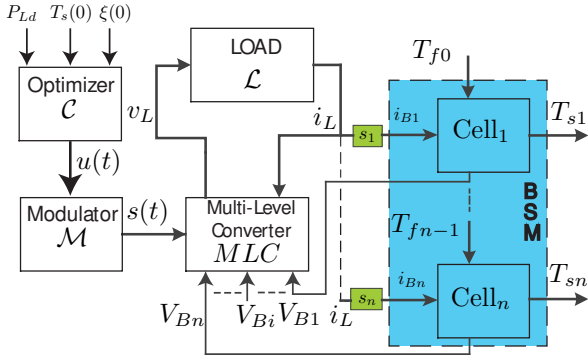 P_{Ld} T_s(0) ξ(0)
Optimizer
C
u(t)
Modulator
M
s(t)
LOAD
L
v_L
i_L
Multi-Level
Converter
MLC
V_{Bn} V_{Bi} V_{B1}
s_1
i_{B1}
T_{f0}
Cell_1
T_{s1}
BSM
T_{fn-1}
i_L
s_n
i_{Bn}
Cell_n
T_{sn}